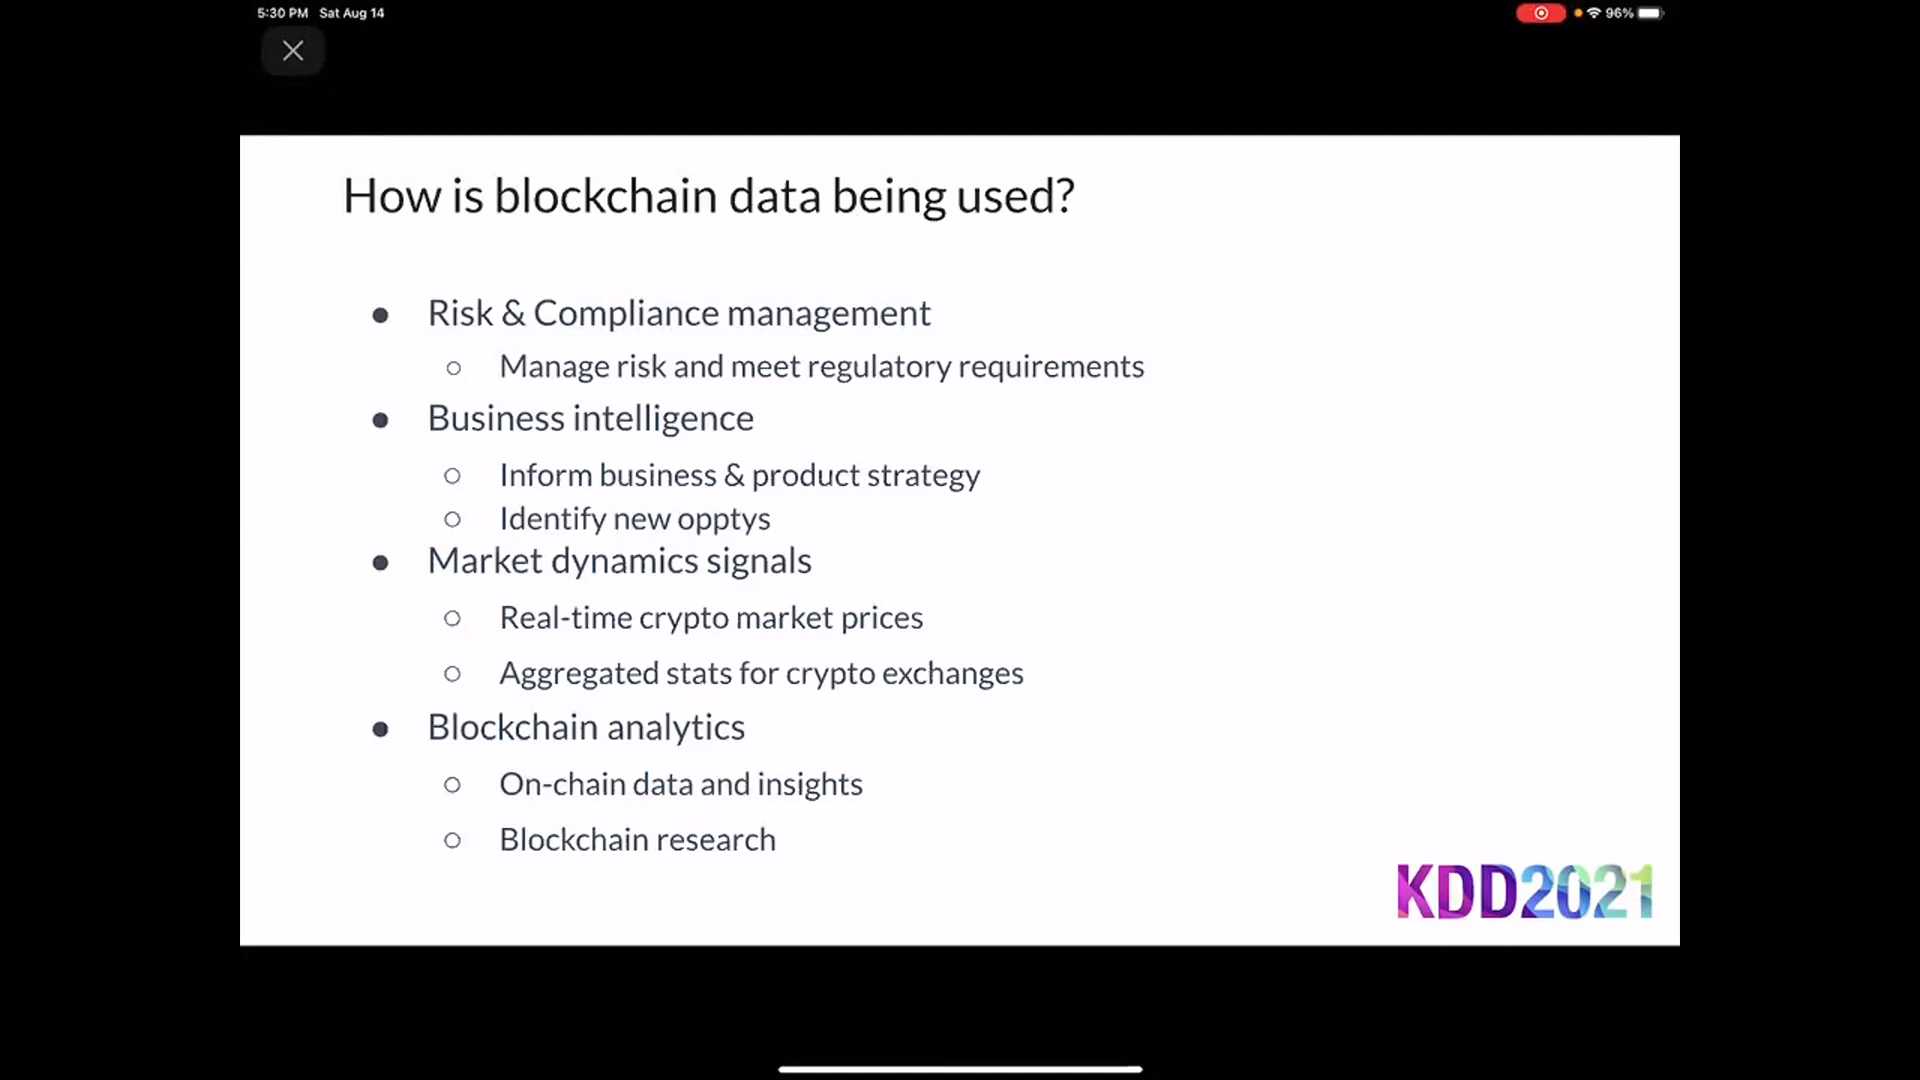 5:30 PM Sat Aug 14
96%
How is blockchain data being used?
Risk & Compliance management
Manage risk and meet regulatory requirements
Business intelligence
Inform business & product strategy
Identify new opptys
Market dynamics signals
Real-time crypto market prices
Aggregated stats for crypto exchanges
Blockchain analytics
On-chain data and insights
Blockchain research
KDD2021